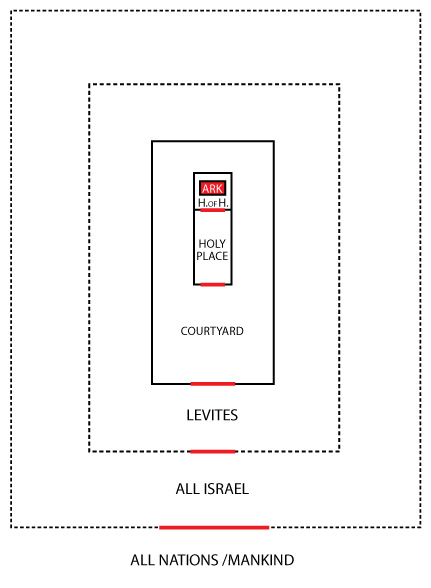 ARK
H.OF H.
HOLY
PLACE
COURTYARD
LEVITES
ALL ISRAEL
ALL NATIONS /MANKIND